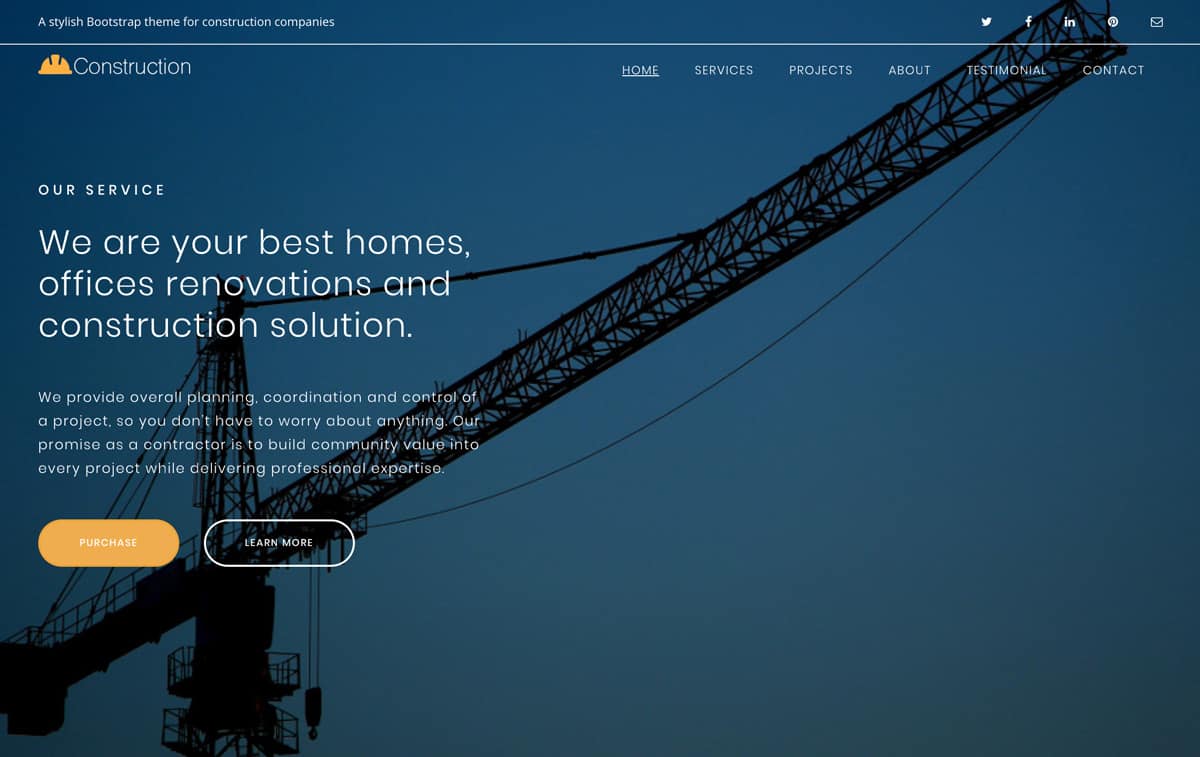 A stylish Bootstrap theme for construction companies
Construction
HOME SERVICES PROJECTS ABOUT TESTIMONIAL CONTACT
OUR SERVICE
We are your best homes,
offices renovations and
construction solution.
We provide overall planning, coordination and control of
a project, so you don't have to worry about anything. Our
promise as a contractor is to build community value into
every project while delivering professional expertise.
PURCHASE LEARN MORE